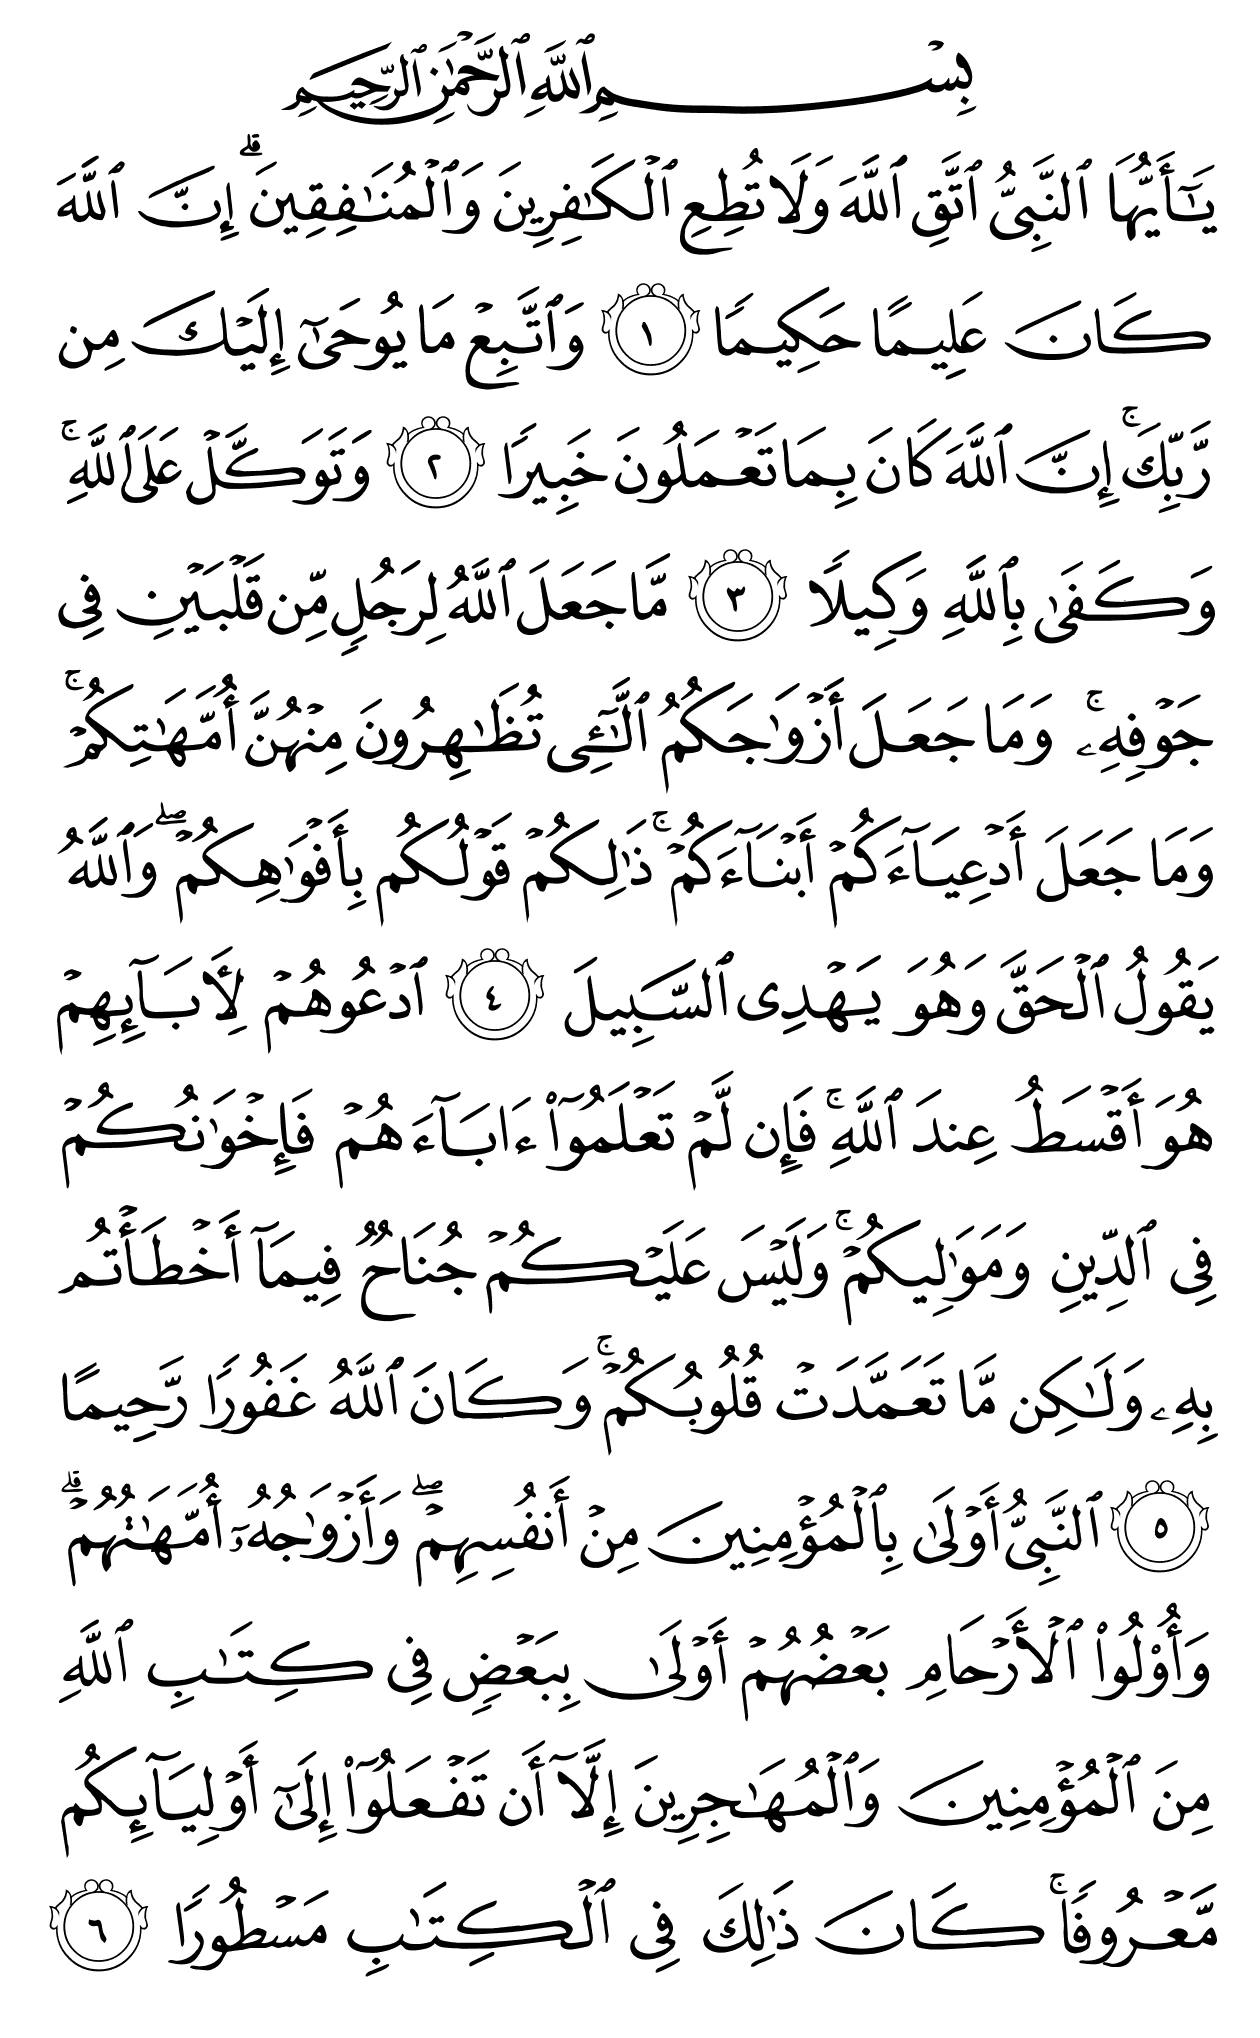 بِسْمِ ٱللَّهِ ٱلرَّحْمَٰنِ ٱلرَّحِيمِ
يَٰٓأَيُّهَا ٱلنَّبِىُّ ٱتَّقِ ٱللَّهَ وَلَا تُطِعِ ٱلْكَٰفِرِينَ وَٱلْمُنَٰفِقِينَ ۗ إِنَّ ٱللَّهَ
كَانَ عَلِيمًا حَكِيمًا ١ وَٱتَّبِعْ مَا يُوحَىٰٓ إِلَيْكَ مِن
رَّبِّكَ ۚ إِنَّ ٱللَّهَ كَانَ بِمَا تَعْمَلُونَ خَبِيرًا ٢ وَتَوَكَّلْ عَلَى ٱللَّهِ ۚ
وَكَفَىٰ بِٱللَّهِ وَكِيلًا ٣ مَّا جَعَلَ ٱللَّهُ لِرَجُلٍ مِّن قَلْبَيْنِ فِى
جَوْفِهِۦ ۚ وَمَا جَعَلَ أَزْوَٰجَكُمُ ٱلَّٰٓـِٔى تُظَٰهِرُونَ مِنْهُنَّ أُمَّهَٰتِكُمْ ۚ
وَمَا جَعَلَ أَدْعِيَآءَكُمْ أَبْنَآءَكُمْ ۚ ذَٰلِكُمْ قَوْلُكُم بِأَفْوَٰهِكُمْ ۖ وَٱللَّهُ
يَقُولُ ٱلْحَقَّ وَهُوَ يَهْدِى ٱلسَّبِيلَ ٤ ٱدْعُوهُمْ لِـَٔابَآئِهِمْ
هُوَ أَقْسَطُ عِندَ ٱللَّهِ ۚ فَإِن لَّمْ تَعْلَمُوٓا۟ ءَابَآءَهُمْ فَإِخْوَٰنُكُمْ
فِى ٱلدِّينِ وَمَوَٰلِيكُمْ ۚ وَلَيْسَ عَلَيْكُمْ جُنَاحٌ فِيمَآ أَخْطَأْتُم
بِهِۦ وَلَٰكِن مَّا تَعَمَّدَتْ قُلُوبُكُمْ ۚ وَكَانَ ٱللَّهُ غَفُورًا رَّحِيمًا
٥ ٱلنَّبِىُّ أَوْلَىٰ بِٱلْمُؤْمِنِينَ مِنْ أَنفُسِهِمْ ۖ وَأَزْوَٰجُهُۥٓ أُمَّهَٰتُهُمْ ۗ
وَأُو۟لُوا۟ ٱلْأَرْحَامِ بَعْضُهُمْ أَوْلَىٰ بِبَعْضٍ فِى كِتَٰبِ ٱللَّهِ
مِنَ ٱلْمُؤْمِنِينَ وَٱلْمُهَٰجِرِينَ إِلَّآ أَن تَفْعَلُوٓا۟ إِلَىٰٓ أَوْلِيَآئِكُم
مَّعْرُوفًا ۚ كَانَ ذَٰلِكَ فِى ٱلْكِتَٰبِ مَسْطُورًا ٦